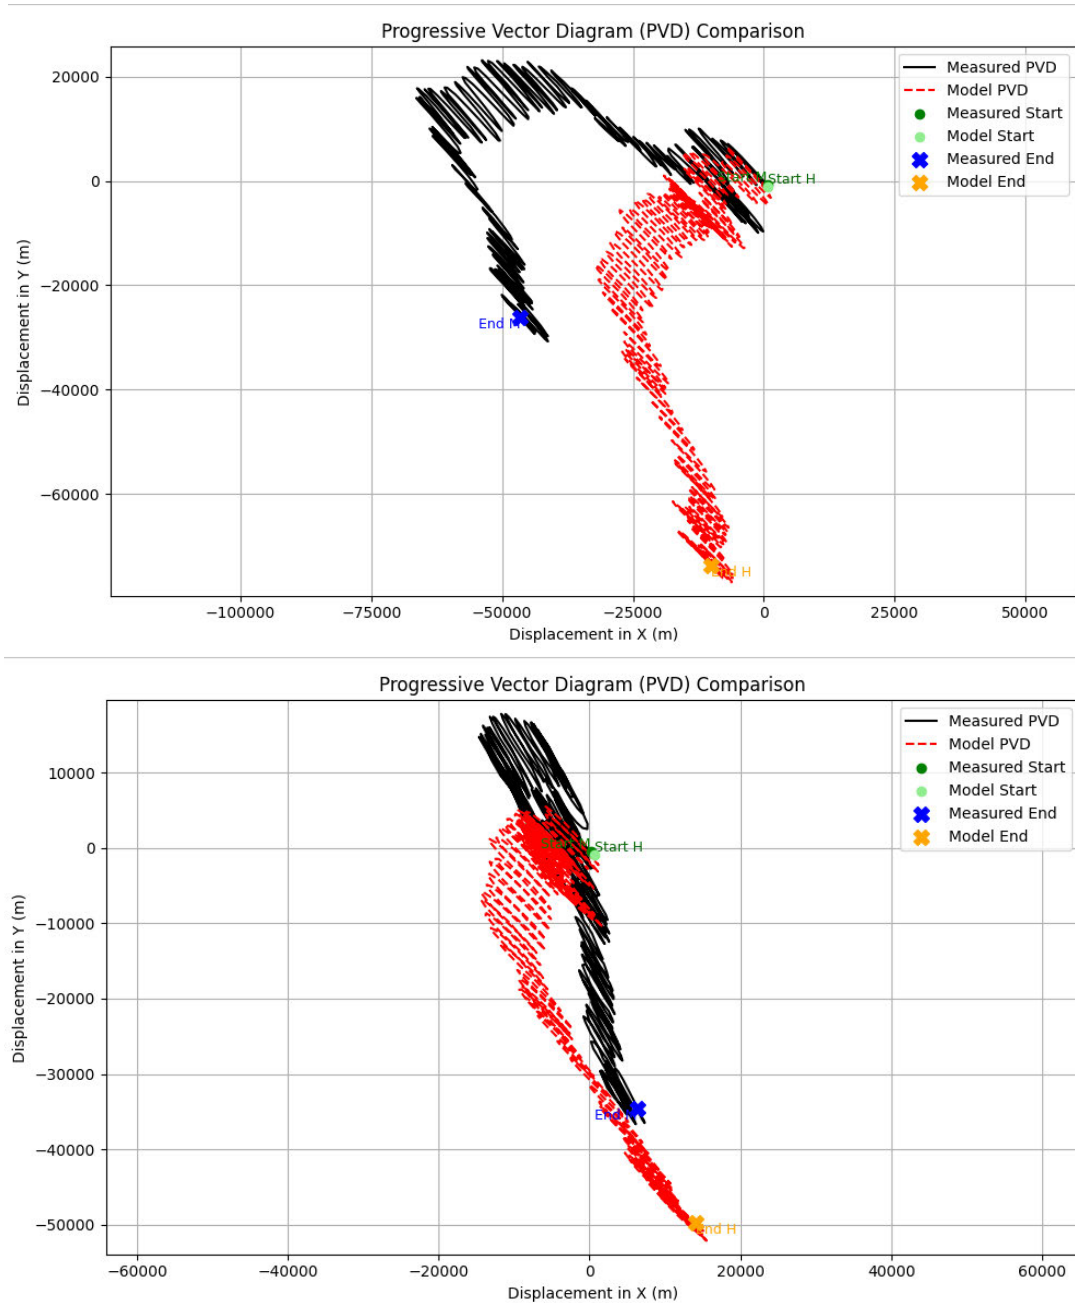 Progressive Vector Diagram (PVD) Comparison
Displacement in Y (m)
20000
0
−20000
−40000
−60000
Measured PVD
Model PVD
Measured Start
Model Start
Measured End
Model End
Start H
End
End H
−100000 −75000 −50000 −25000 0 25000 50000
Displacement in X (m)
Progressive Vector Diagram (PVD) Comparison
Displacement in Y (m)
10000
0
−10000
−20000
−30000
−40000
−50000
Measured PVD
Model PVD
Measured Start
Model Start
Measured End
Model End
Start H
End
End H
−60000 −40000 −20000 0 20000 40000 60000
Displacement in X (m)